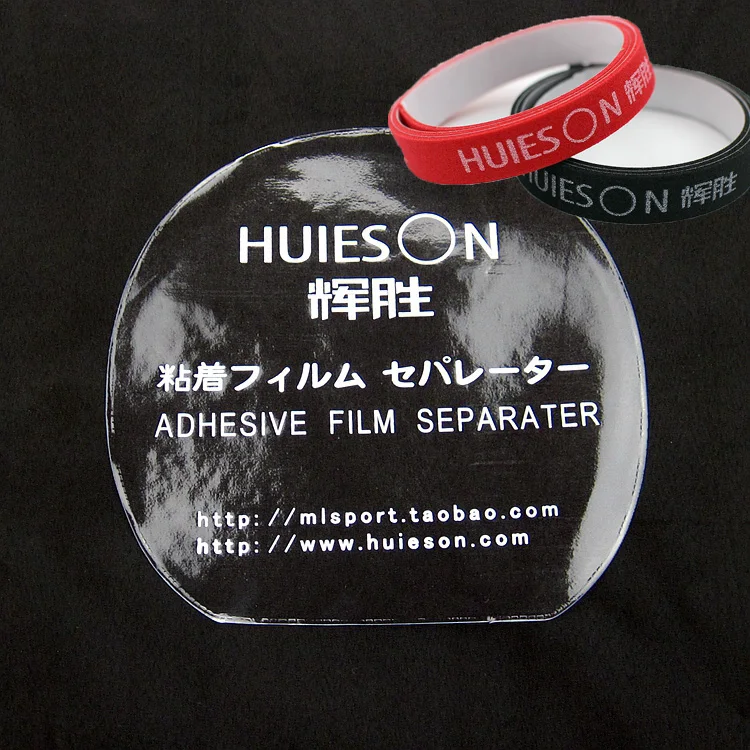 HUIESON 辉胜
HUIESON 辉胜
HUIESON
辉胜
粘着フィルム セパレーター
ADHESIVE FILM SEPARATER
http://mlsport.taobao.com
http://www.huieson.com